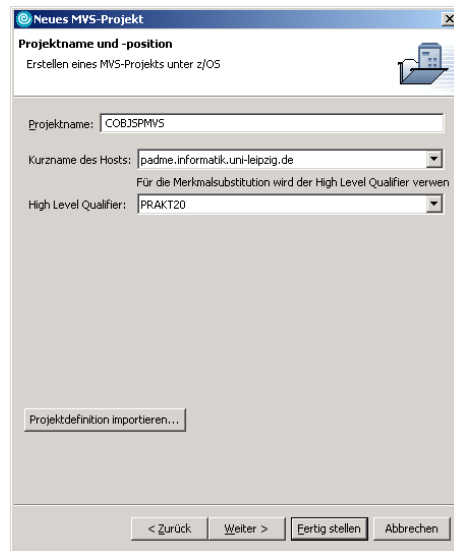 Neues MVS-Projekt
Projektname und -position
Erstellen eines MVS-Projekts unter z/OS
Projektname: COBJSPMVS
Kurzname des Hosts: padme.informatik.uni-leipzig.de
Für die Merkmalsubstitution wird der High Level Qualifier verwen
High Level Qualifier: PRAKT20
Projektdefinition importieren...
< Zurück Weiter > Fertig stellen Abbrechen